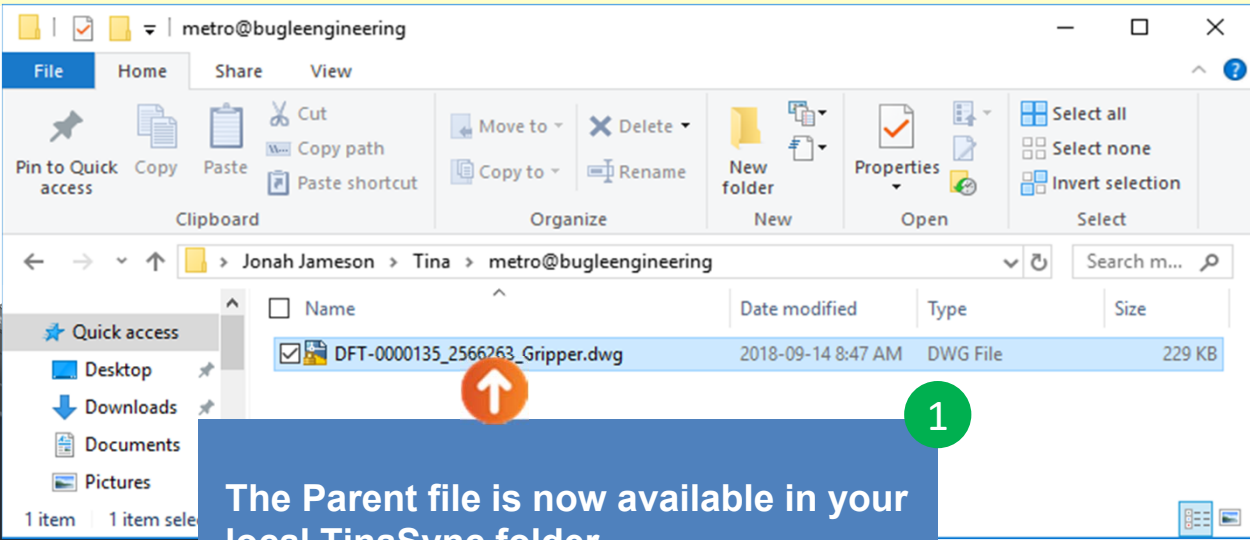 metro@bugleengineering
File Home Share View
Pin to Quick access
Copy
Paste
Cut
Copy path
Paste shortcut
Clipboard
Move to
Copy to
Delete
Rename
Organize
New folder
New
Properties
Open
Select all
Select none
Invert selection
Select
Jonah Jameson > Tina > metro@bugleengineering
Search m...
Name Date modified Type Size
Quick access
DFT-0000135_2566263_Gripper.dwg 2018-09-14 8:47 AM DWG File 229 KB
Desktop
Downloads
Documents
Pictures
1
The Parent file is now available in your
local TinaSync folder
1 item 1 item sele